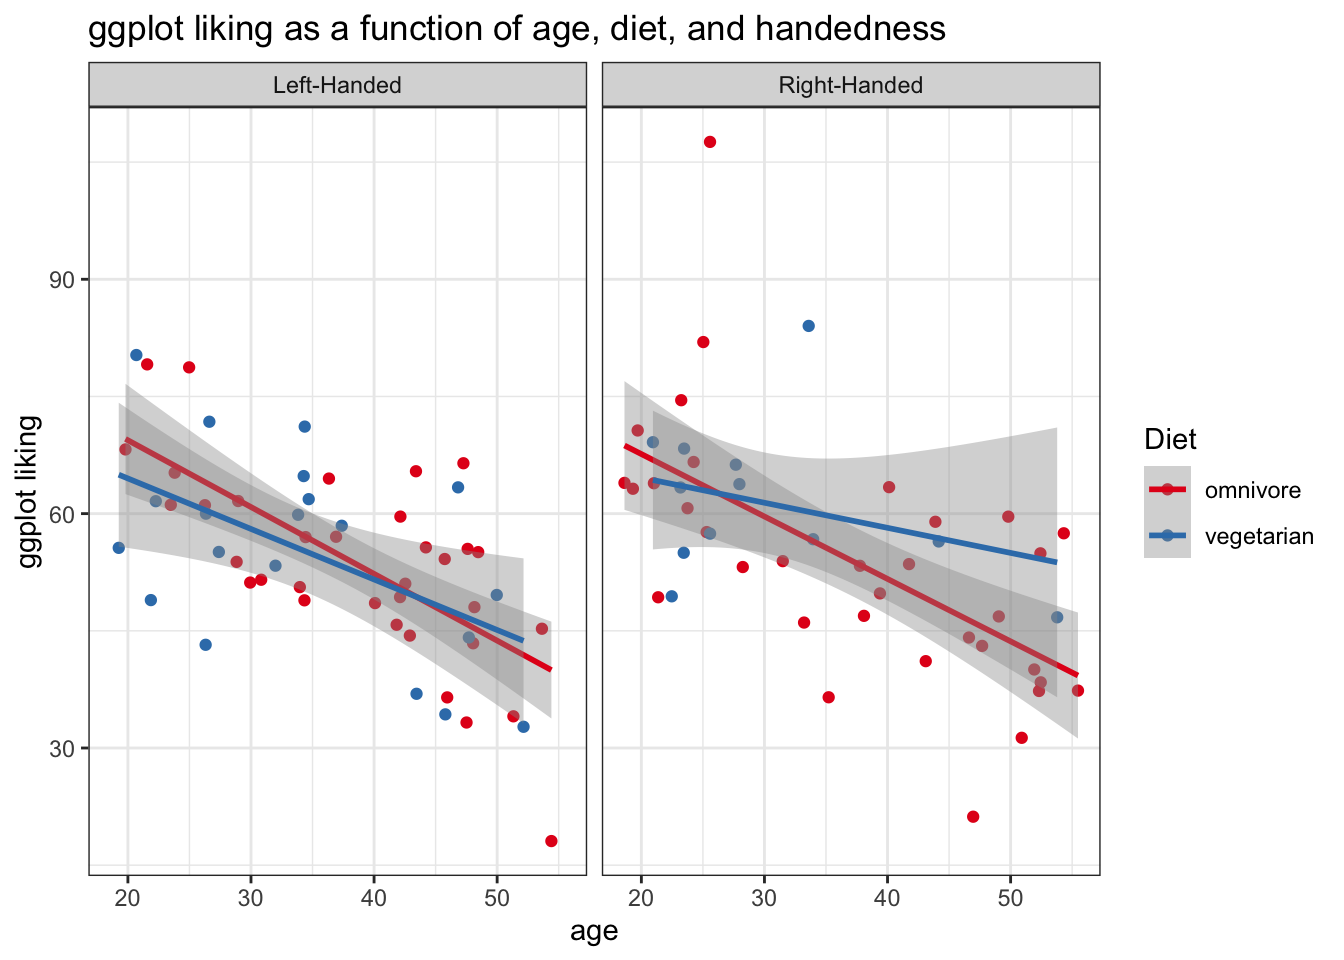 ggplot liking as a function of age, diet, and handedness
Left-Handed
Right-Handed
90
60
30
ggplot liking
20
30
40
50
20
30
40
50
age
Diet
omnivore
vegetarian